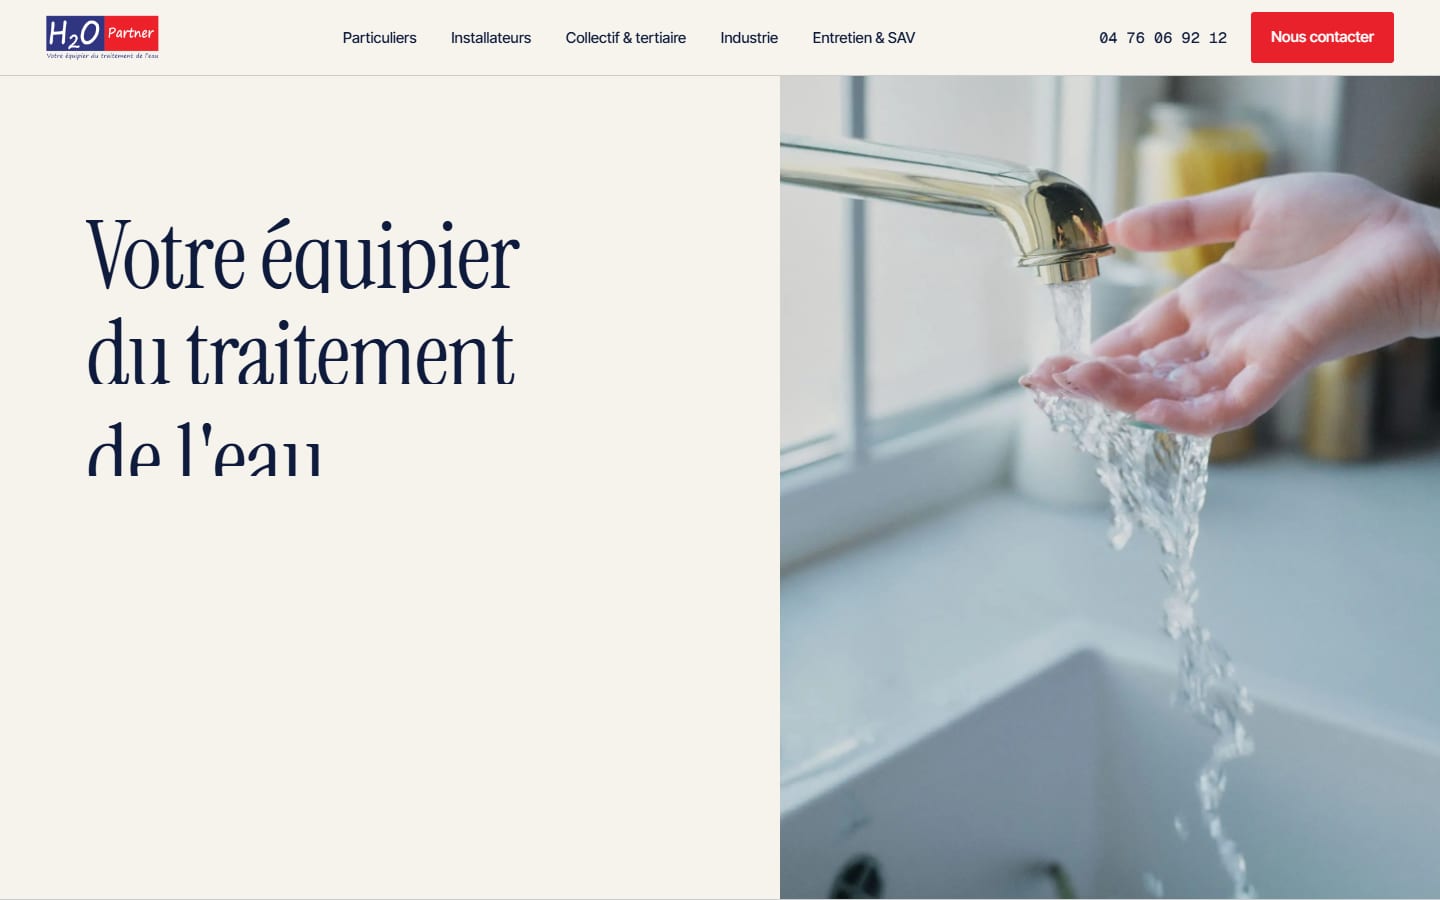 H2O Partner
Votre équipier du traitement de l'eau
Particuliers
Installateurs
Collectif & tertiaire
Industrie
Entretien & SAV
04 76 06 92 12
Nous contacter
Votre équipier
du traitement
de l'eau